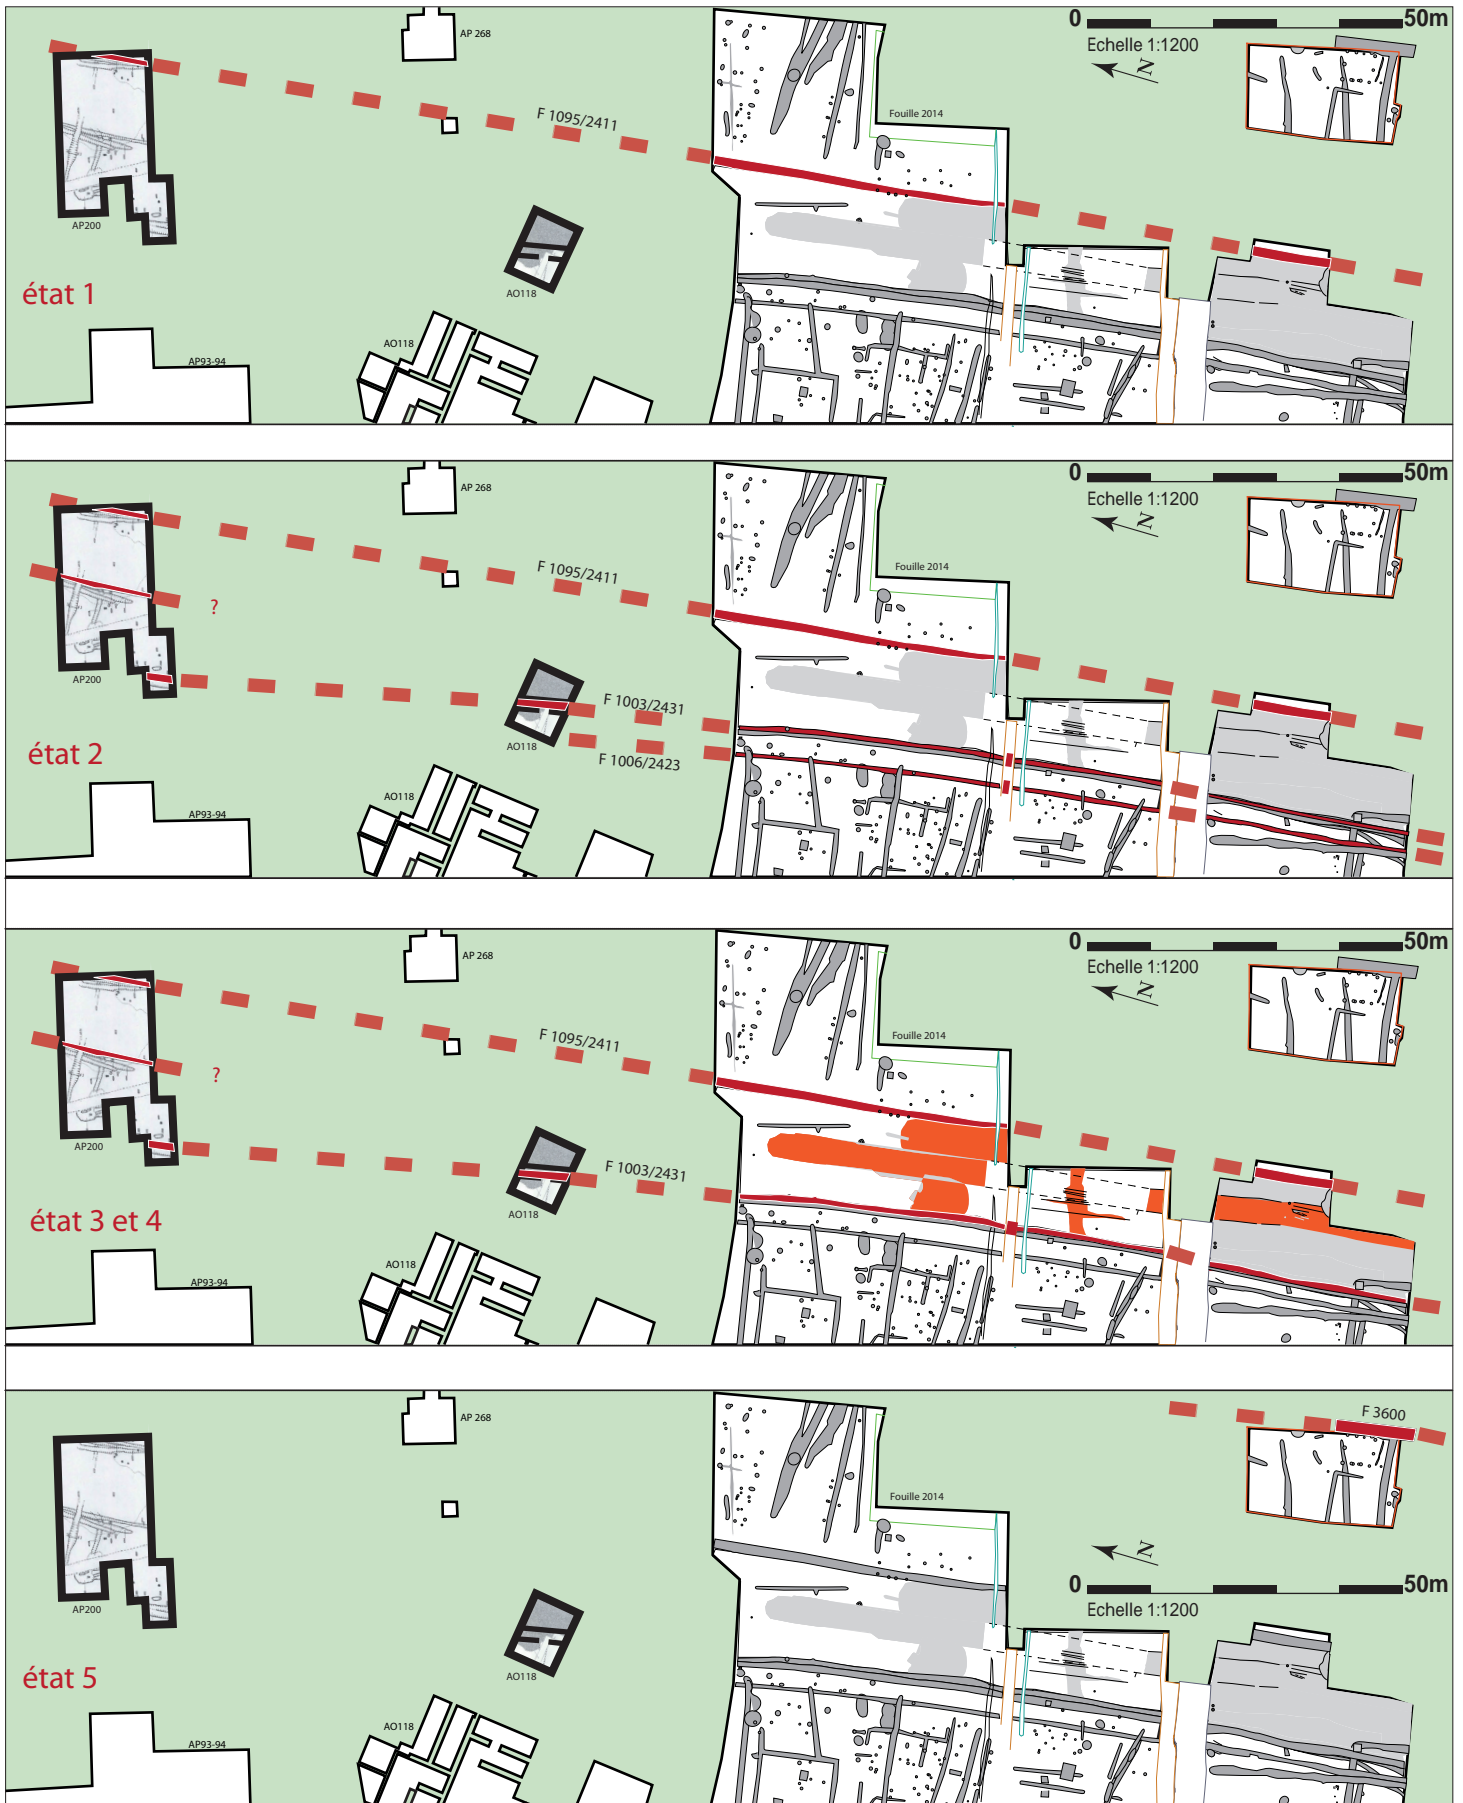 AP 268
0
50m
Echelle 1:1200
N
F 1095/2411
Fouille 2014
AP200
AO118
état 1
AO118
AP93-94
AP 268
0
50m
Echelle 1:1200
N
F 1095/2411
Fouille 2014
?
AP200
F 1003/2431
AO118
F 1006/2423
état 2
AO118
AP93-94
AP 268
0
50m
Echelle 1:1200
N
F 1095/2411
Fouille 2014
?
AP200
F 1003/2431
AO118
état 3 et 4
AO118
AP93-94
F 3600
AP 268
Fouille 2014
N
0
50m
Echelle 1:1200
AP200
AO118
état 5
AO118
AP93-94